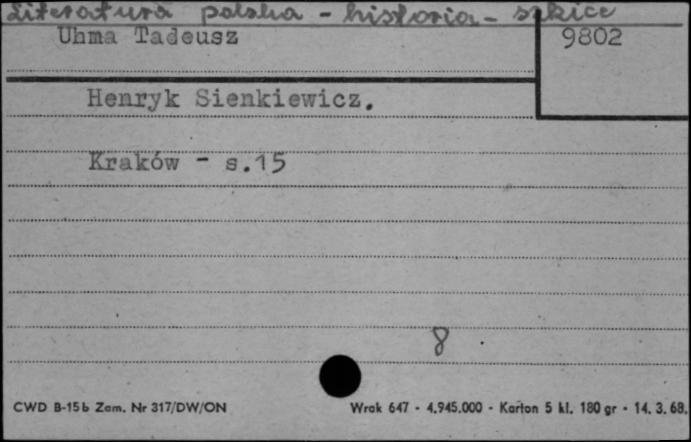 Literatura polska - historia - szkice
Uhma Tadeusz
9802
Henryk Sienkiewicz.
Kraków - s.15
8
CWD B-15b Zam. Nr 317/DW/ON
Wrak 647 - 4.945.000 - Karton 5 kl. 180 gr - 14. 3. 68.